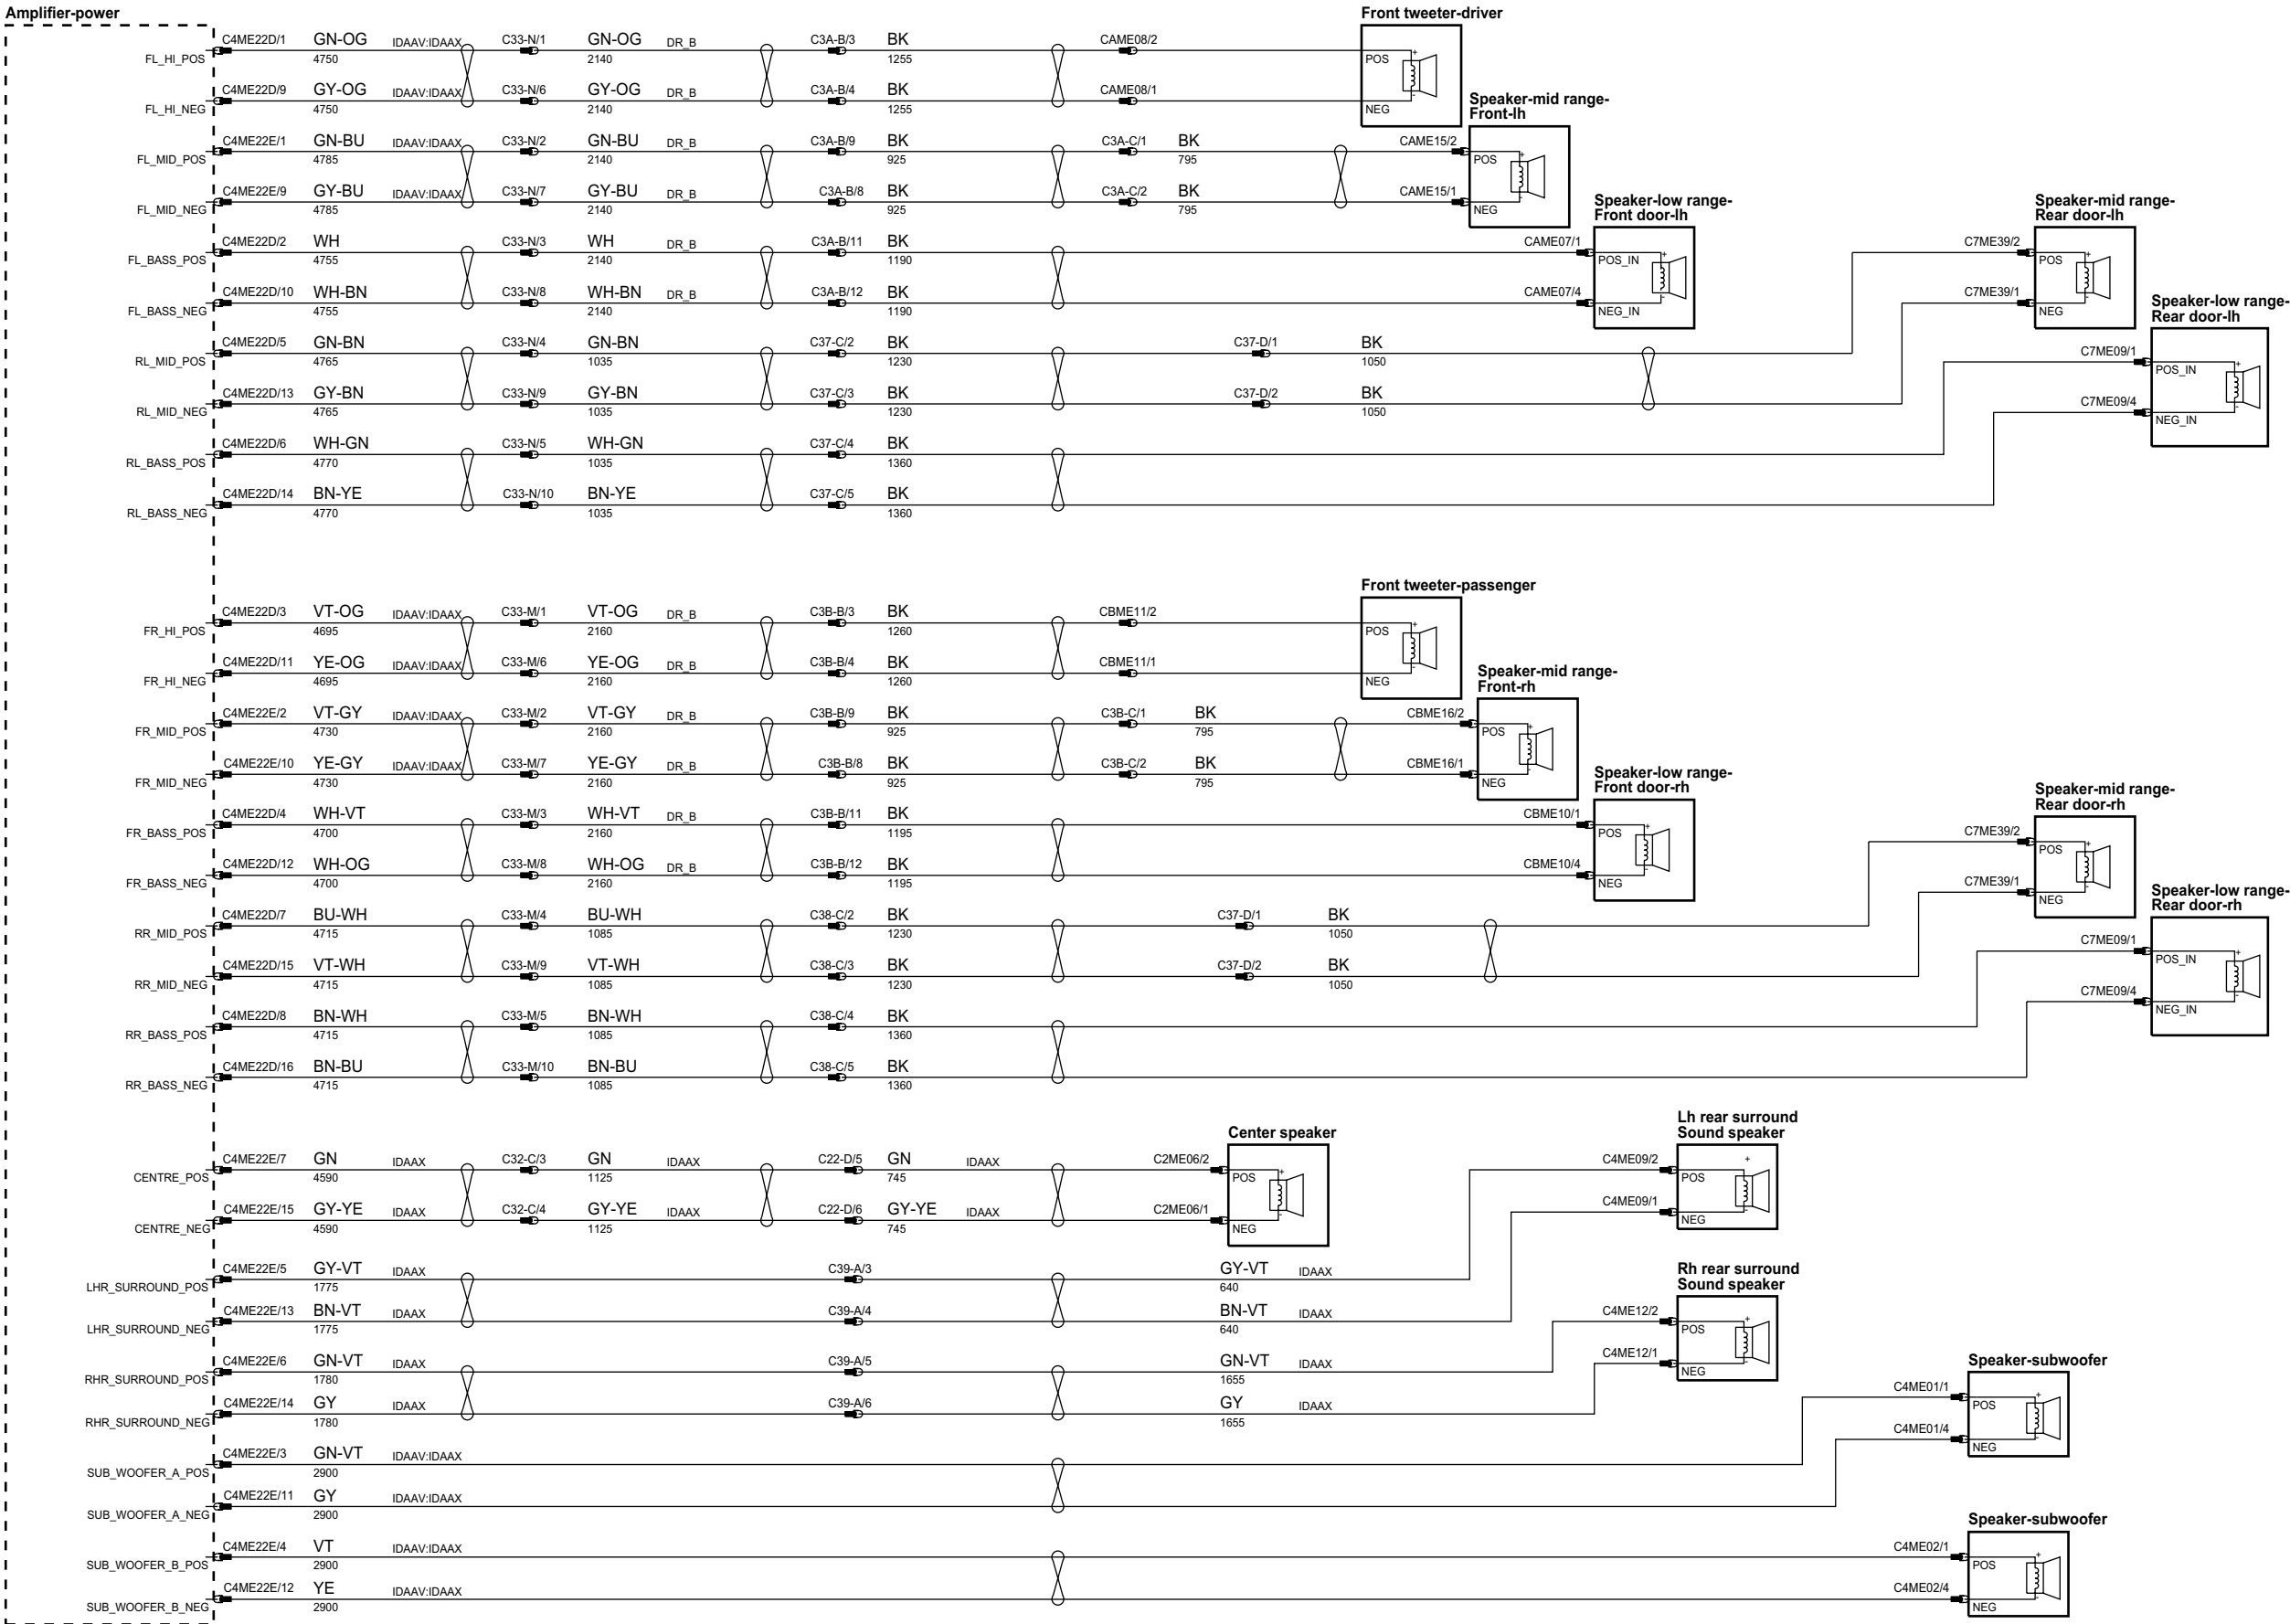 Amplifier-power
Front tweeter-driver
C4ME22D/1 GN-OG IDAAV:IDAAX C33-N/1 GN-OG DR_B C3A-B/3 BK CAME08/2
FL_HI_POS 4750 2140 1255 POS +
C4ME22D/9 GY-OG IDAAV:IDAAX C33-N/6 GY-OG DR_B C3A-B/4 BK CAME08/1 -
FL_HI_NEG 4750 2140 1255 NEG
Speaker-mid range-
Front-lh
C4ME22E/1 GN-BU IDAAV:IDAAX C33-N/2 GN-BU DR_B C3A-B/9 BK C3A-C/1 BK CAME15/2
FL_MID_POS 4785 2140 925 795 POS +
C4ME22E/9 GY-BU IDAAV:IDAAX C33-N/7 GY-BU DR_B C3A-B/8 BK C3A-C/2 BK CAME15/1 -
FL_MID_NEG 4785 2140 925 795 NEG
Speaker-low range-
Front door-lh
Speaker-mid range-
Rear door-lh
C4ME22D/2 WH C33-N/3 WH DR_B C3A-B/11 BK CAME07/1 C7ME39/2
FL_BASS_POS 4755 2140 1190 POS_IN + POS +
C4ME22D/10 WH-BN C33-N/8 WH-BN DR_B C3A-B/12 BK CAME07/4 - C7ME39/1 -
FL_BASS_NEG 4755 2140 1190 NEG_IN NEG
Speaker-low range-
Rear door-lh
C4ME22D/5 GN-BN C33-N/4 GN-BN C37-C/2 BK C37-D/1 BK C7ME09/1
RL_MID_POS 4765 1035 1230 1050 POS_IN +
C4ME22D/13 GY-BN C33-N/9 GY-BN C37-C/3 BK C37-D/2 BK C7ME09/4 -
RL_MID_NEG 4765 1035 1230 1050 NEG_IN
C4ME22D/6 WH-GN C33-N/5 WH-GN C37-C/4 BK
RL_BASS_POS 4770 1035 1360
C4ME22D/14 BN-YE C33-N/10 BN-YE C37-C/5 BK
RL_BASS_NEG 4770 1035 1360
Front tweeter-passenger
C4ME22D/3 VT-OG IDAAV:IDAAX C33-M/1 VT-OG DR_B C3B-B/3 BK CBME11/2
FR_HI_POS 4695 2160 1260 POS +
C4ME22D/11 YE-OG IDAAV:IDAAX C33-M/6 YE-OG DR_B C3B-B/4 BK CBME11/1 -
FR_HI_NEG 4695 2160 1260 NEG
Speaker-mid range-
Front-rh
C4ME22E/2 VT-GY IDAAV:IDAAX C33-M/2 VT-GY DR_B C3B-B/9 BK C3B-C/1 BK CBME16/2
FR_MID_POS 4730 2160 925 795 POS +
C4ME22E/10 YE-GY IDAAV:IDAAX C33-M/7 YE-GY DR_B C3B-B/8 BK C3B-C/2 BK CBME16/1 -
FR_MID_NEG 4730 2160 925 795 NEG
Speaker-low range-
Front door-rh
Speaker-mid range-
Rear door-rh
C4ME22D/4 WH-VT C33-M/3 WH-VT DR_B C3B-B/11 BK CBME10/1 C7ME39/2
FR_BASS_POS 4700 2160 1195 POS + POS +
C4ME22D/12 WH-OG C33-M/8 WH-OG DR_B C3B-B/12 BK CBME10/4 - C7ME39/1 -
FR_BASS_NEG 4700 2160 1195 NEG NEG
Speaker-low range-
Rear door-rh
C4ME22D/7 BU-WH C33-M/4 BU-WH C38-C/2 BK C37-D/1 BK C7ME09/1
RR_MID_POS 4715 1085 1230 1050 POS_IN +
C4ME22D/15 VT-WH C33-M/9 VT-WH C38-C/3 BK C37-D/2 BK C7ME09/4 -
RR_MID_NEG 4715 1085 1230 1050 NEG_IN
C4ME22D/8 BN-WH C33-M/5 BN-WH C38-C/4 BK
RR_BASS_POS 4715 1085 1360
C4ME22D/16 BN-BU C33-M/10 BN-BU C38-C/5 BK
RR_BASS_NEG 4715 1085 1360
Center speaker
Lh rear surround
Sound speaker
C4ME22E/7 GN IDAAX C32-C/3 GN IDAAX C22-D/5 GN IDAAX C2ME06/2 C4ME09/2
CENTRE_POS 4590 1125 745 POS + POS +
C4ME22E/15 GY-YE IDAAX C32-C/4 GY-YE IDAAX C22-D/6 GY-YE IDAAX C2ME06/1 - C4ME09/1 -
CENTRE_NEG 4590 1125 745 NEG NEG
Rh rear surround
Sound speaker
C4ME22E/5 GY-VT IDAAX C39-A/3 GY-VT IDAAX
LHR_SURROUND_POS 1775 640
C4ME22E/13 BN-VT IDAAX C39-A/4 BN-VT IDAAX C4ME12/2
LHR_SURROUND_NEG 1775 640 POS +
C4ME22E/6 GN-VT IDAAX C39-A/5 GN-VT IDAAX C4ME12/1 -
RHR_SURROUND_POS 1780 1655 NEG
Speaker-subwoofer
C4ME22E/14 GY IDAAX C39-A/6 GY IDAAX C4ME01/1
RHR_SURROUND_NEG 1780 1655 POS +
C4ME22E/3 GN-VT IDAAV:IDAAX C4ME01/4 -
SUB_WOOFER_A_POS 2900 NEG
C4ME22E/11 GY IDAAV:IDAAX
SUB_WOOFER_A_NEG 2900
Speaker-subwoofer
C4ME22E/4 VT IDAAV:IDAAX C4ME02/1
SUB_WOOFER_B_POS 2900 POS +
C4ME22E/12 YE IDAAV:IDAAX C4ME02/4 -
SUB_WOOFER_B_NEG 2900 NEG